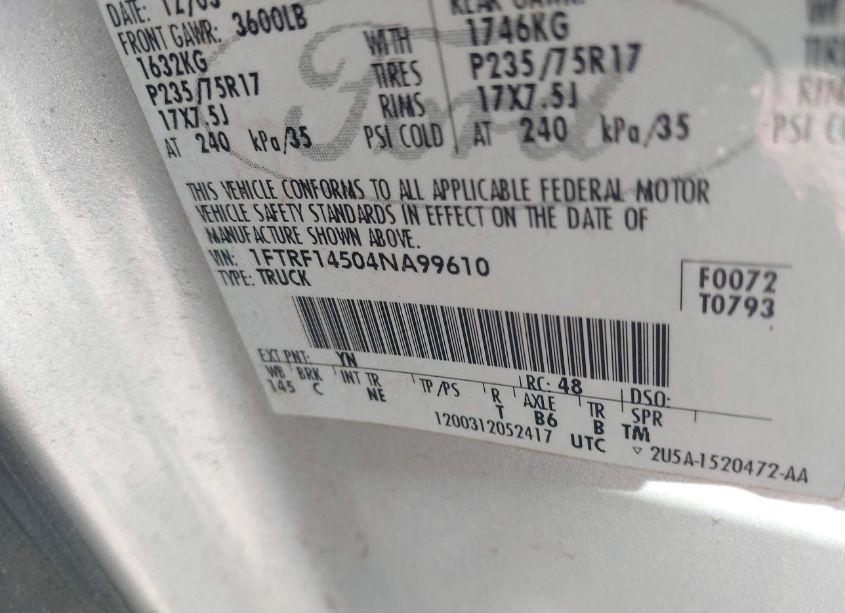 DATE: 12/03
FRONT GAWR: 3600LB
1632KG WITH 1746KG
P235/75R17 TIRES P235/75R17
17X7.5J RIMS 17X7.5J
AT 240 kPa/35 PSI COLD AT 240 kPa/35 PSI
Ford
THIS VEHICLE CONFORMS TO ALL APPLICABLE FEDERAL MOTOR
VEHICLE SAFETY STANDARDS IN EFFECT ON THE DATE OF
MANUFACTURE SHOWN ABOVE.
VIN: 1FTRF14504NA99610
TYPE: TRUCK
F0072
T0793
EXT PNT: YN RC: 48 DSO:
WB BRK INT TR TP/PS R AXLE TR SPR
145 C NE T B6 B TM
1200312052417 UTC ▽ 2U5A-1520472-AA